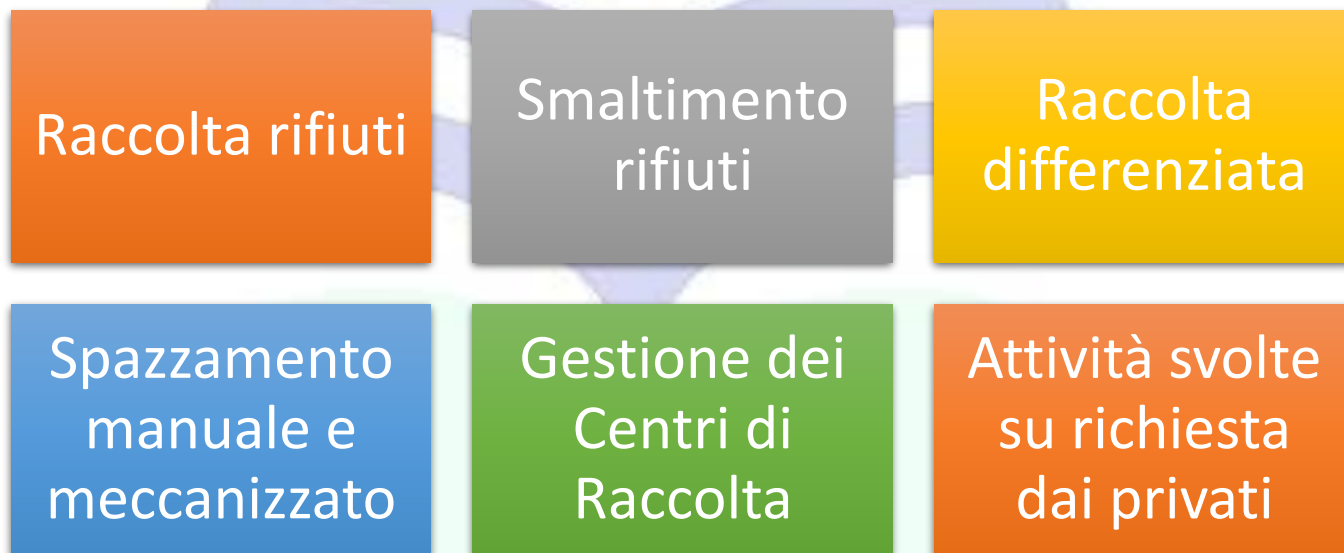 Raccolta rifiuti
Smaltimento
rifiuti
Raccolta
differenziata
Spazzamento
manuale e
meccanizzato
Gestione dei
Centri di
Raccolta
Attività svolte
su richiesta
dai privati